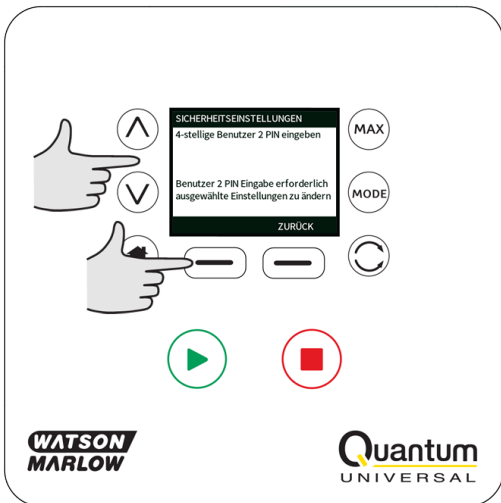 SICHERHEITSEINSTELLUNGEN
4-stellige Benutzer 2 PIN eingeben
MAX
Benutzer 2 PIN Eingabe erforderlich
ausgewählte Einstellungen zu ändern
MODE
ZURÜCK
WATSON
MARLOW
Quantum
UNIVERSAL